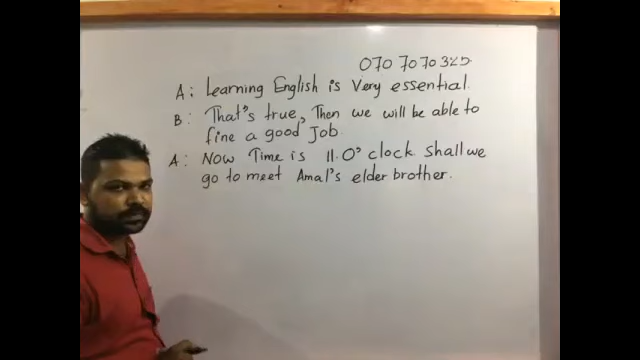 070 7070 325
A: Learning English is Very essential.
B: That's true, Then we will be able to
fine a good Job.
A: Now Time is 11.0' clock shall we
go to meet Amal's elder brother.